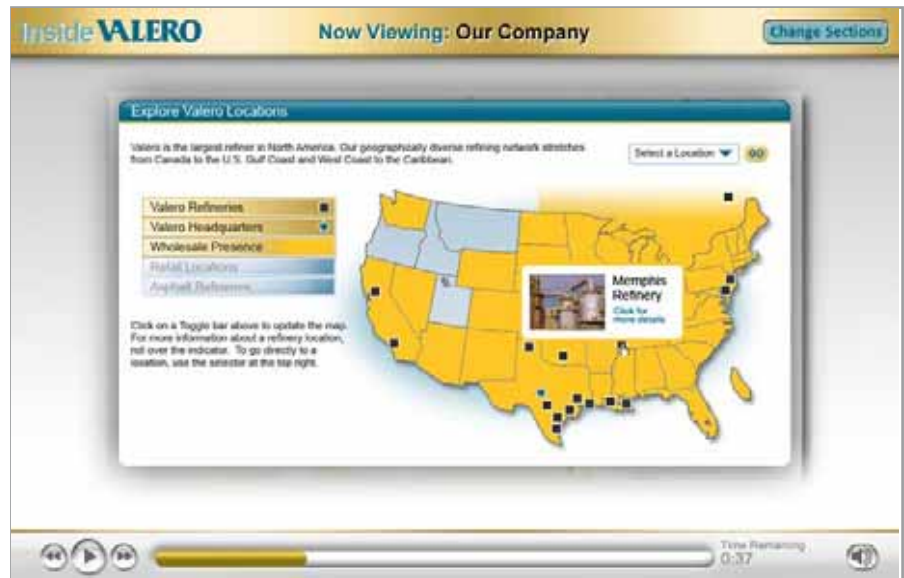 Inside VALERO
Now Viewing: Our Company
Change Sections
Explore Valero Locations
Valero is the largest refiner in North America. Our geographically diverse refining network stretches
from Canada to the U.S. Gulf Coast and West Coast to the Caribbean.
Select a Location
GO
Valero Refineries
Valero Headquarters
Wholesale Presence
Retail Locations
Asphalt Refineries
Click on a Toggle bar above to update the map.
For more information about a refinery location,
roll over the indicator. To go directly to a
location, use the selector at the top right.
Memphis
Refinery
Click for
more details
Time Remaining
0:37